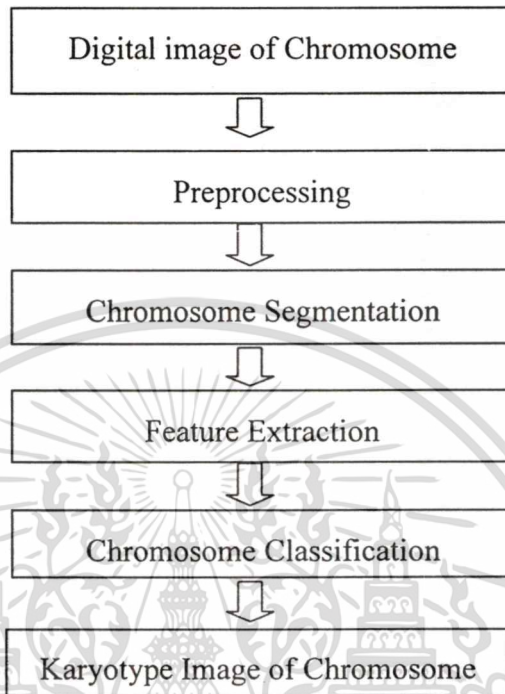 Digital image of Chromosome
Preprocessing
Chromosome Segmentation
Feature Extraction
Chromosome Classification
Karyotype Image of Chromosome